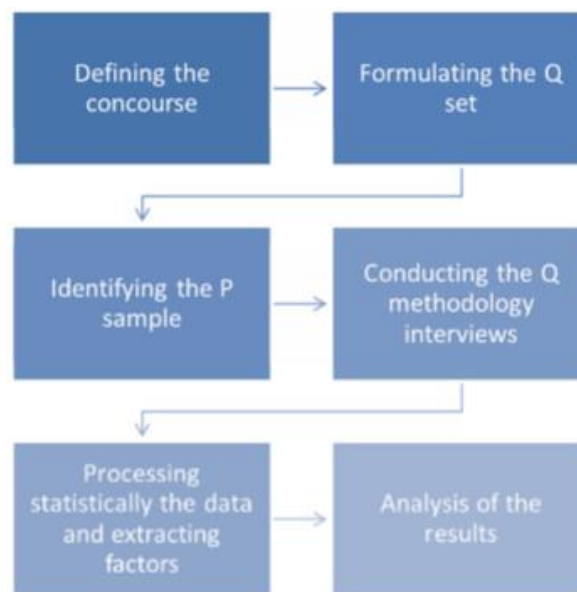 Defining the
concourse
Formulating the Q
set
Identifying the P
sample
Conducting the Q
methodology
interviews
Processing
statistically the data
and extracting
factors
Analysis of the
results